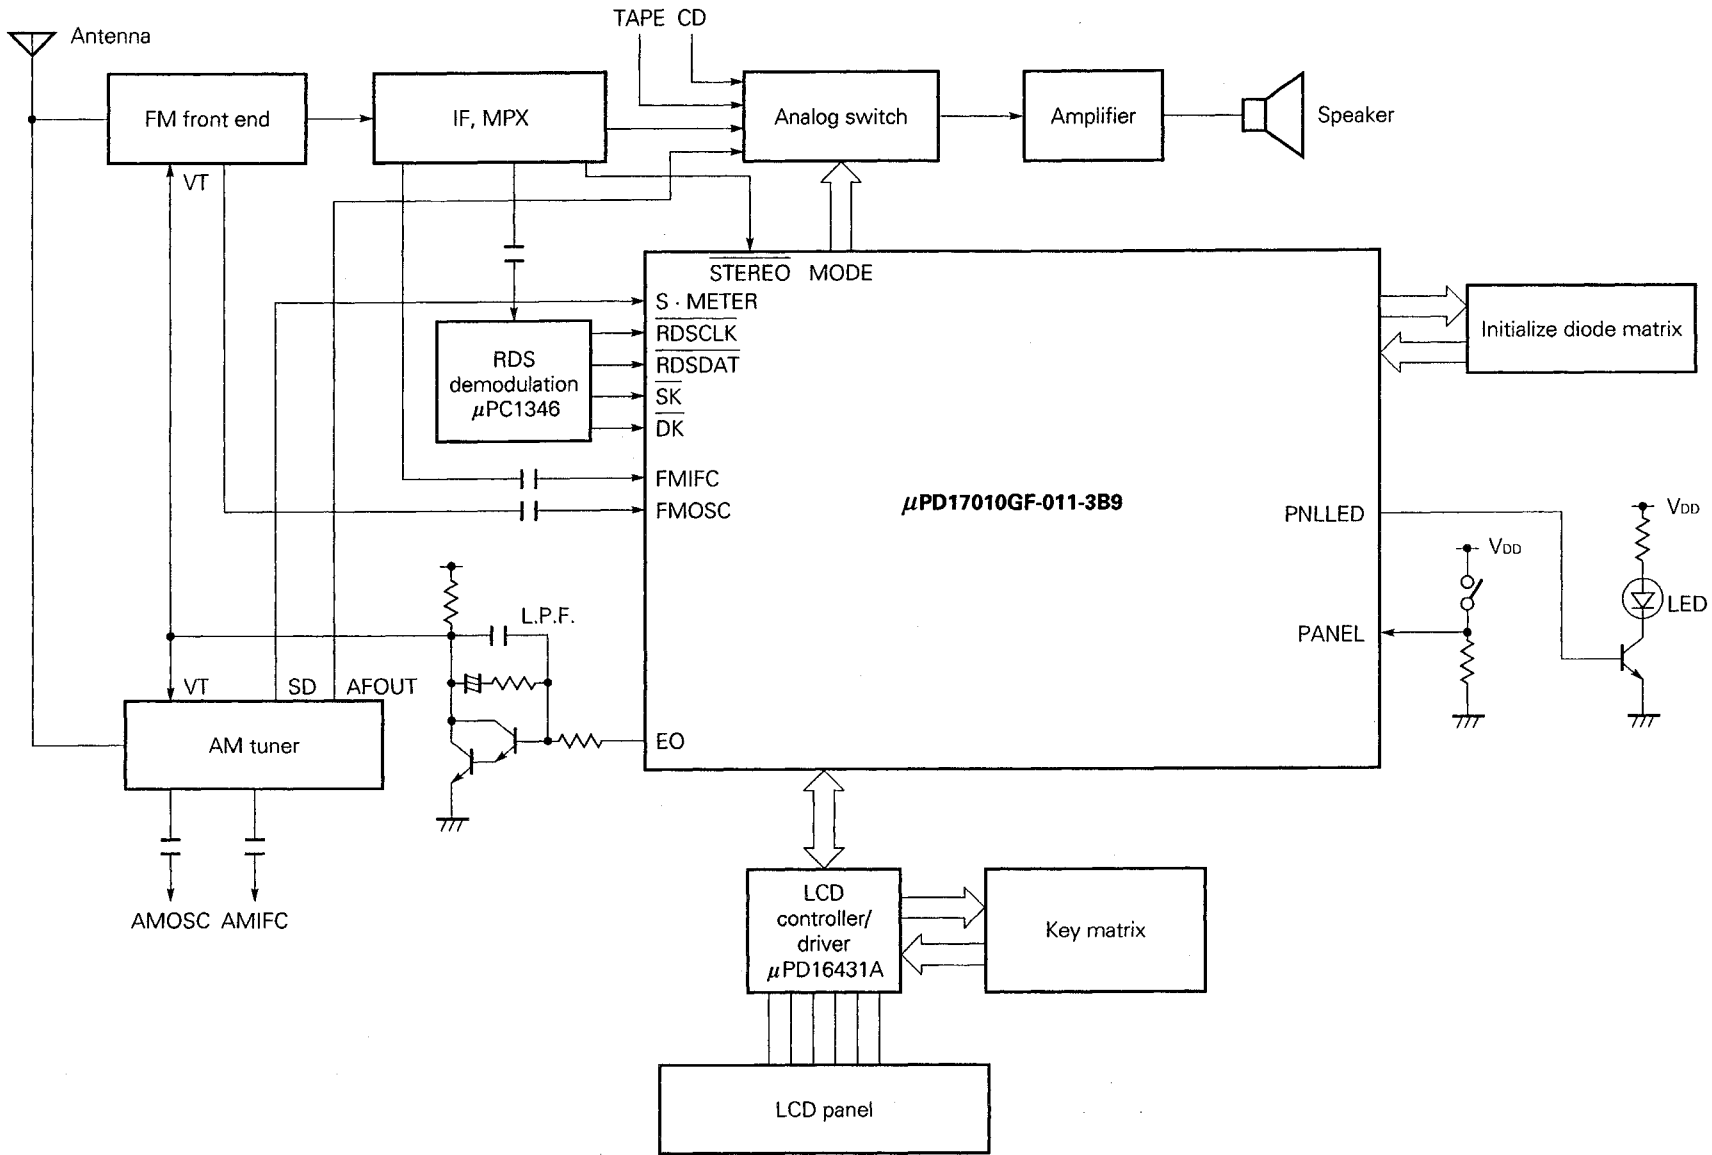 TAPE CD
Antenna
FM front end
IF, MPX
Analog switch
Amplifier
Speaker
VT
STEREO MODE
S · METER
RDSCLK
RDSDAT
SK
DK
FMIFC
FMOSC
RDS
demodulation
μPC1346
Initialize diode matrix
μPD17010GF-011-3B9
PNLLED
VDD
VDD
LED
PANEL
L.P.F.
VT
SD
AFOUT
AM tuner
EO
AMOSC AMIFC
LCD
controller/
driver
μPD16431A
Key matrix
LCD panel